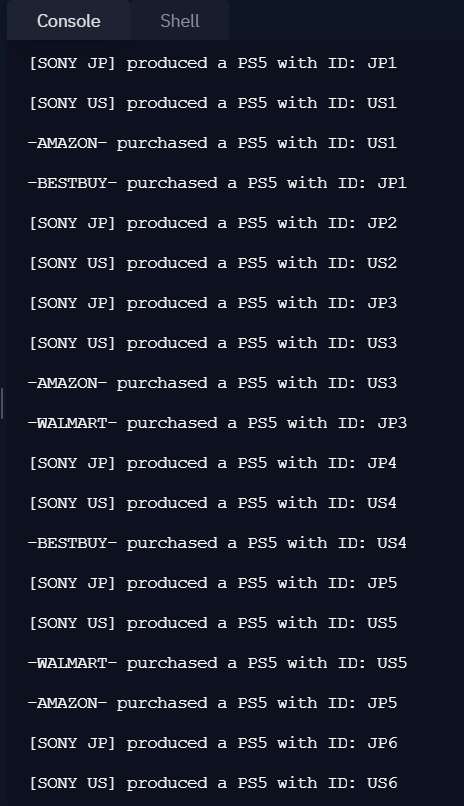 Console Shell
[SONY JP] produced a PS5 with ID: JP1
[SONY US] produced a PS5 with ID: US1
-AMAZON- purchased a PS5 with ID: US1
-BESTBUY- purchased a PS5 with ID: JP1
[SONY JP] produced a PS5 with ID: JP2
[SONY US] produced a PS5 with ID: US2
[SONY JP] produced a PS5 with ID: JP3
[SONY US] produced a PS5 with ID: US3
-AMAZON- purchased a PS5 with ID: US3
-WALMART- purchased a PS5 with ID: JP3
[SONY JP] produced a PS5 with ID: JP4
[SONY US] produced a PS5 with ID: US4
-BESTBUY- purchased a PS5 with ID: US4
[SONY JP] produced a PS5 with ID: JP5
[SONY US] produced a PS5 with ID: US5
-WALMART- purchased a PS5 with ID: US5
-AMAZON- purchased a PS5 with ID: JP5
[SONY JP] produced a PS5 with ID: JP6
[SONY US] produced a PS5 with ID: US6